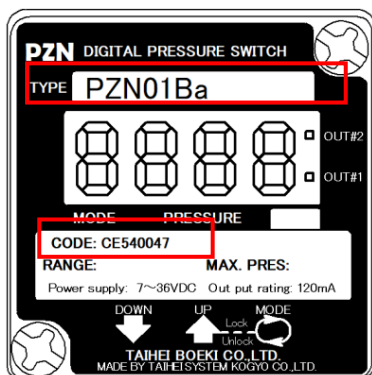 PZN DIGITAL PRESSURE SWITCH
TYPE PZN01Ba
8888
OUT#2
OUT#1
MODE PRESSURE
CODE: CE540047
RANGE: MAX. PRES:
Power supply: 7～36VDC Out put rating: 120mA
DOWN UP MODE
Lock
Unlock
TAIHEI BOEKI CO.,LTD.
MADE BY TAIHEI SYSTEM KOGYO CO.,LTD.